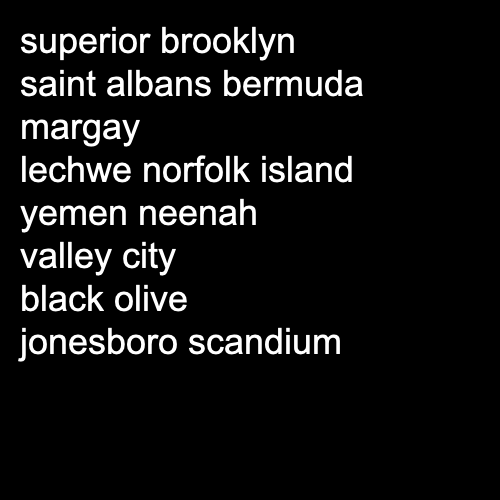 superior brooklyn
saint albans bermuda
margay
lechwe norfolk island
yemen neenah
valley city
black olive
jonesboro scandium